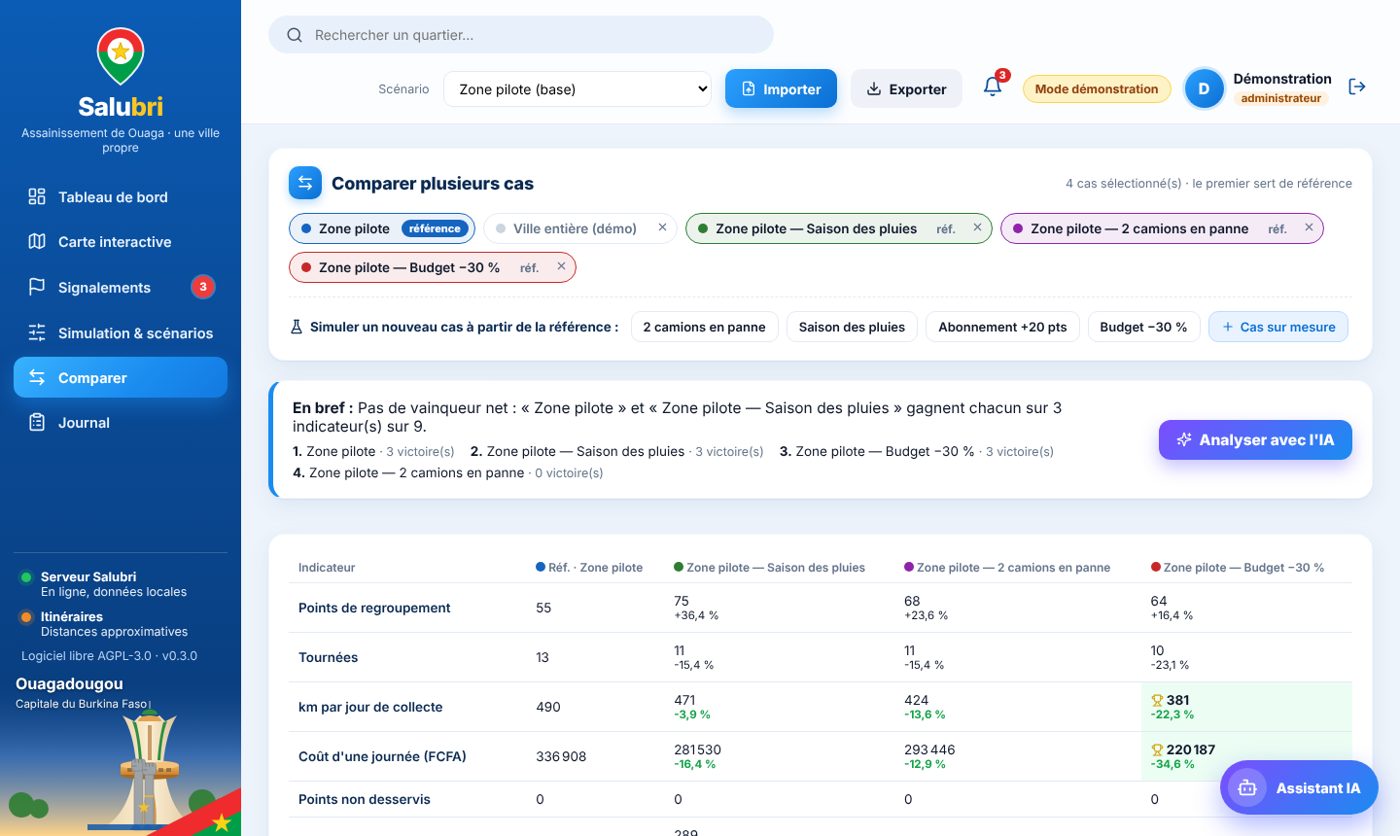 Salubri
Assainissement de Ouaga · une ville
propre
Tableau de bord
Carte interactive
Signalements 3
Simulation & scénarios
Comparer
Journal
Serveur Salubri
En ligne, données locales
Itinéraires
Distances approximatives
Logiciel libre AGPL-3.0 · v0.3.0
Ouagadougou
Capitale du Burkina Faso
Rechercher un quartier...
Scénario Zone pilote (base) Importer Exporter 3 Mode démonstration D Démonstration
administrateur
Comparer plusieurs cas 4 cas sélectionné(s) · le premier sert de référence
Zone pilote référence Ville entière (démo) × Zone pilote — Saison des pluies réf. × Zone pilote — 2 camions en panne réf. ×
Zone pilote — Budget −30 % réf. ×
Simuler un nouveau cas à partir de la référence : 2 camions en panne Saison des pluies Abonnement +20 pts Budget −30 % + Cas sur mesure
En bref : Pas de vainqueur net : « Zone pilote » et « Zone pilote — Saison des pluies » gagnent chacun sur 3
indicateur(s) sur 9.
1. Zone pilote · 3 victoire(s) 2. Zone pilote — Saison des pluies · 3 victoire(s) 3. Zone pilote — Budget −30 % · 3 victoire(s)
4. Zone pilote — 2 camions en panne · 0 victoire(s)
Analyser avec l'IA
Indicateur Réf. · Zone pilote Zone pilote — Saison des pluies Zone pilote — 2 camions en panne Zone pilote — Budget −30 %
Points de regroupement 55 75 68 64
+36,4 % +23,6 % +16,4 %
Tournées 13 11 11 10
-15,4 % -15,4 % -23,1 %
km par jour de collecte 490 471 424 381
-3,9 % -13,6 % -22,3 %
Coût d'une journée (FCFA) 336 908 281 530 293 446 220 187
-16,4 % -12,9 % -34,6 %
Points non desservis 0 0 0 0
289
Assistant IA